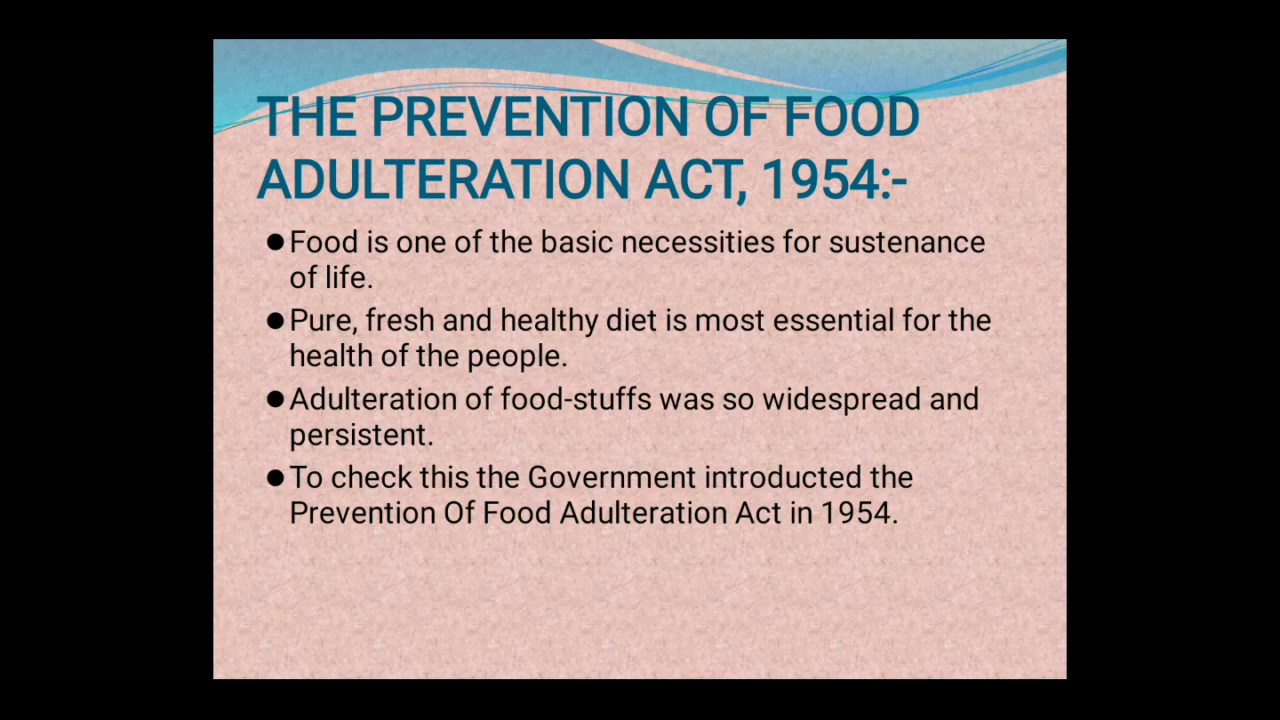 THE PREVENTION OF FOOD
ADULTERATION ACT, 1954:-
●Food is one of the basic necessities for sustenance
of life.
●Pure, fresh and healthy diet is most essential for the
health of the people.
●Adulteration of food-stuffs was so widespread and
persistent.
●To check this the Government introducted the
Prevention Of Food Adulteration Act in 1954.